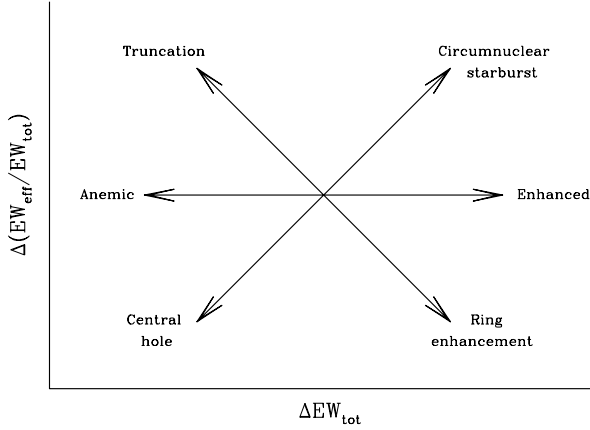 Truncation
Circumnuclear
starburst
Δ(EW_eff/EW_tot)
Anemic
Enhanced
Central
hole
Ring
enhancement
ΔEW_tot